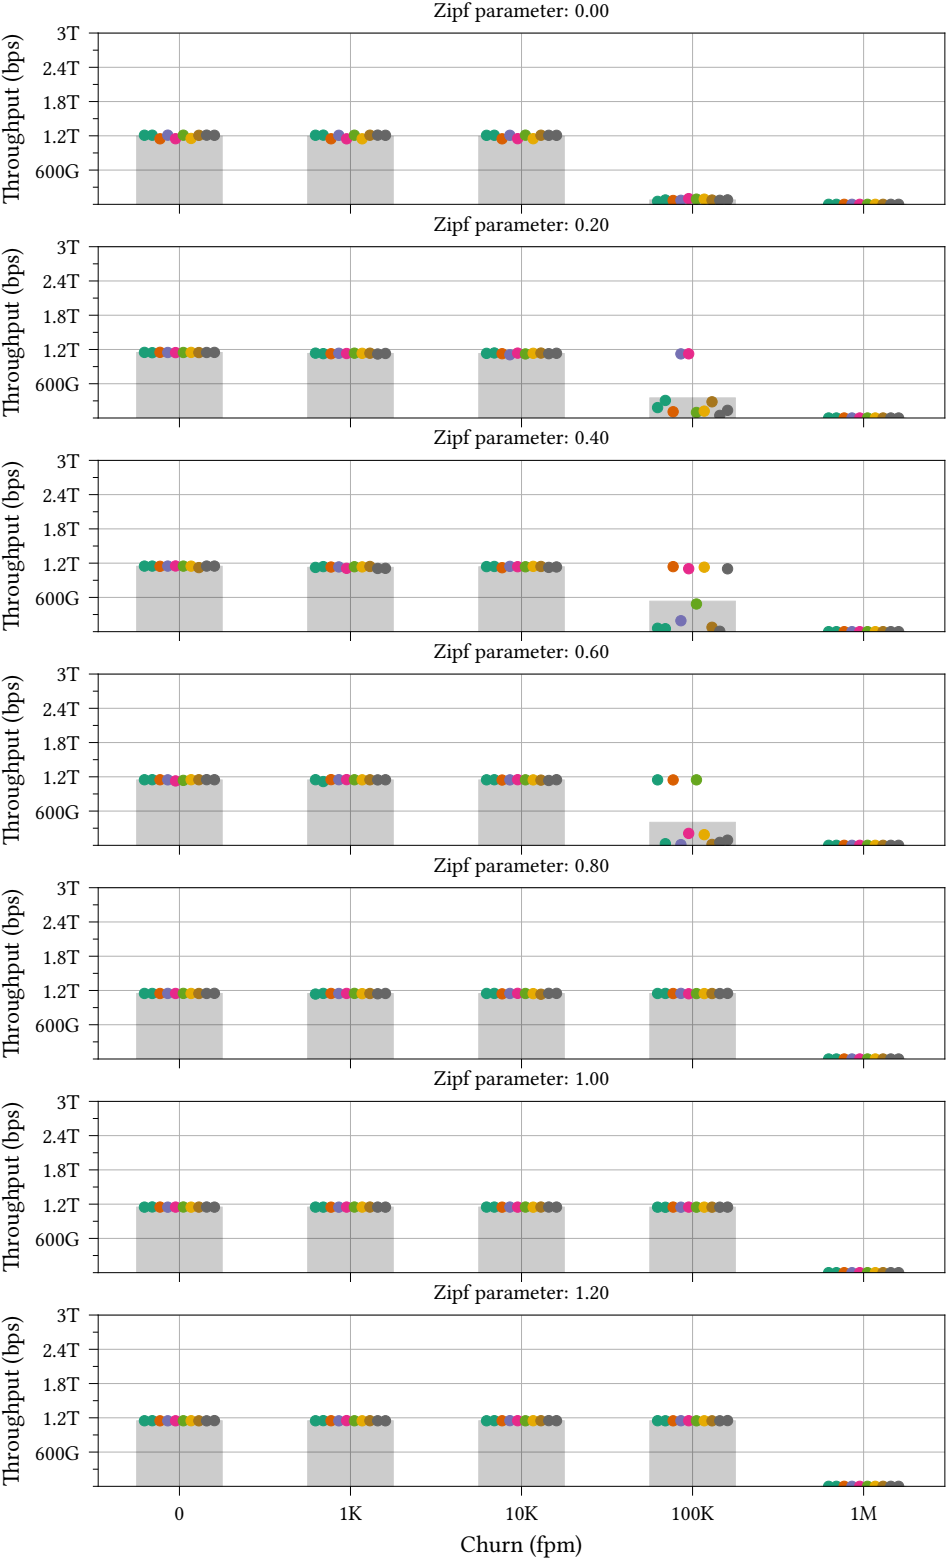 Zipf parameter: 0.00
Throughput (bps)
3T
2.4T
1.8T
1.2T
600G
Zipf parameter: 0.20
Throughput (bps)
3T
2.4T
1.8T
1.2T
600G
Zipf parameter: 0.40
Throughput (bps)
3T
2.4T
1.8T
1.2T
600G
Zipf parameter: 0.60
Throughput (bps)
3T
2.4T
1.8T
1.2T
600G
Zipf parameter: 0.80
Throughput (bps)
3T
2.4T
1.8T
1.2T
600G
Zipf parameter: 1.00
Throughput (bps)
3T
2.4T
1.8T
1.2T
600G
Zipf parameter: 1.20
Throughput (bps)
3T
2.4T
1.8T
1.2T
600G
0 1K 10K 100K 1M
Churn (fpm)